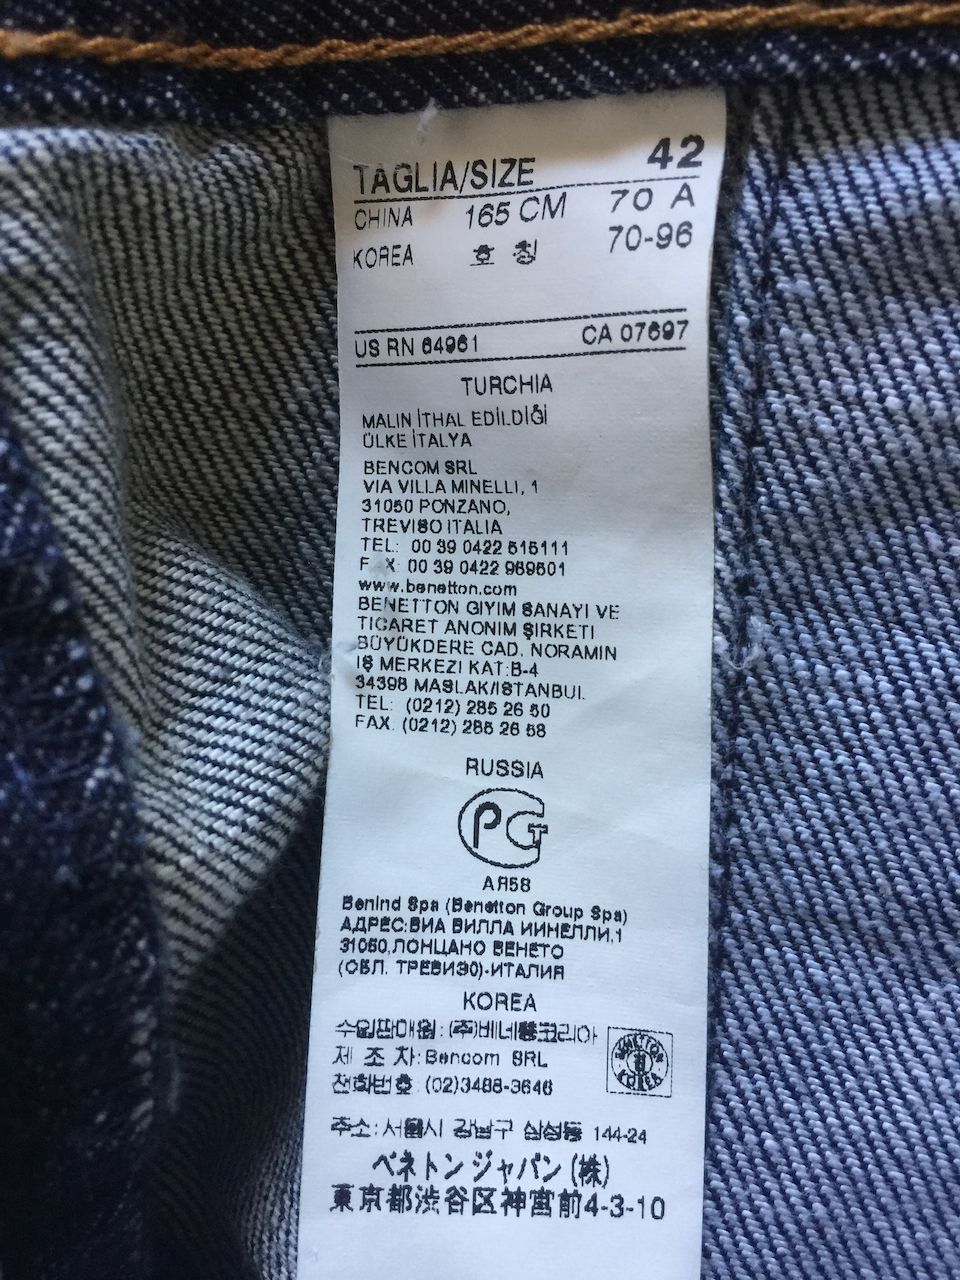 TAGLIA/SIZE 42
CHINA 165 CM 70 A
KOREA 호 칭 70-96
US RN 64961 CA 07697
TURCHIA
MALIN İTHAL EDİLDİĞİ
ÜLKE İTALYA
BENCOM SRL
VIA VILLA MINELLI, 1
31050 PONZANO,
TREVISO ITALIA
TEL: 00 39 0422 515111
FAX 00 39 0422 969501
www.benetton.com
BENETTON GIYIM SANAYI VE
TICARET ANONIM ŞIRKETI
BÜYÜKDERE CAD. NORAMIN
IŞ MERKEZI KAT:B-4
34398 MASLAK/ISTANBUL
TEL: (0212) 285 26 50
FAX. (0212) 285 26 58
RUSSIA
РСТ
АЯ58
Benind Spa (Benetton Group Spa)
АДРЕС:ВИА ВИЛЛА ИИНЕЛЛИ,1
31050,ЛОНЦАНО ВЕНЕТО
(ОБЛ. ТРЕВИЗО)-ИТАЛИЯ
KOREA
수입판매원:(주)베네통코리아
제 조 자:Bencom SRL
전화번호:(02)3488-3646
BENETTON KOREA
주소:서울시 강남구 삼성동 144-24
ベネトンジャパン(株)
東京都渋谷区神宮前4-3-10